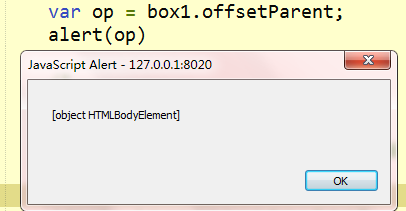 var op = box1.offsetParent;
alert(op)
JavaScript Alert - 127.0.0.1:8020
[object HTMLBodyElement]
OK